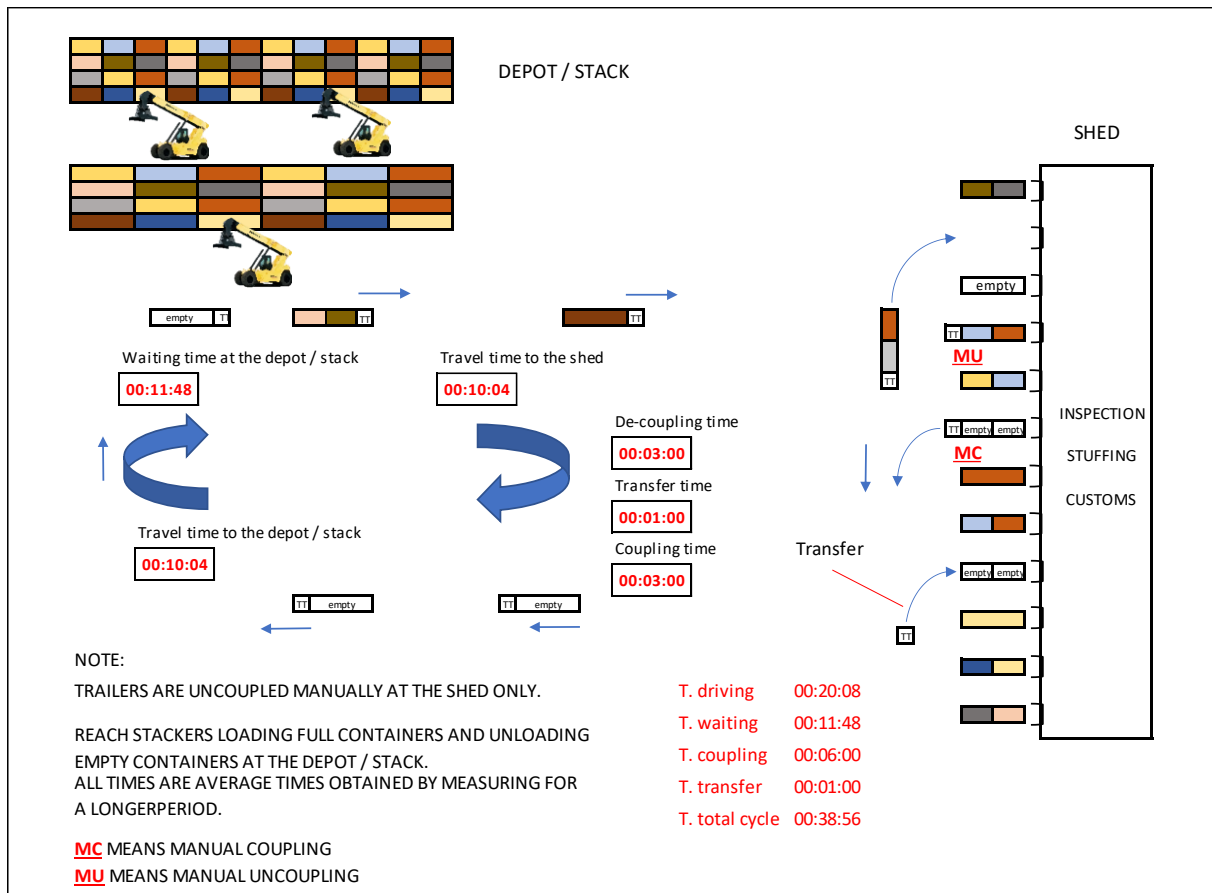 DEPOT / STACK
SHED
empty TT
TT
TT
empty
TT
MU
TT
Waiting time at the depot / stack
00:11:48
Travel time to the shed
00:10:04
De-coupling time
00:03:00
TT empty empty
MC
INSPECTION
STUFFING
CUSTOMS
Transfer time
00:01:00
Travel time to the depot / stack
00:10:04
Coupling time
00:03:00
Transfer
empty empty
TT empty
TT empty
TT
NOTE:
TRAILERS ARE UNCOUPLED MANUALLY AT THE SHED ONLY.
REACH STACKERS LOADING FULL CONTAINERS AND UNLOADING
EMPTY CONTAINERS AT THE DEPOT / STACK.
ALL TIMES ARE AVERAGE TIMES OBTAINED BY MEASURING FOR
A LONGERPERIOD.
MC MEANS MANUAL COUPLING
MU MEANS MANUAL UNCOUPLING
T. driving 00:20:08
T. waiting 00:11:48
T. coupling 00:06:00
T. transfer 00:01:00
T. total cycle 00:38:56